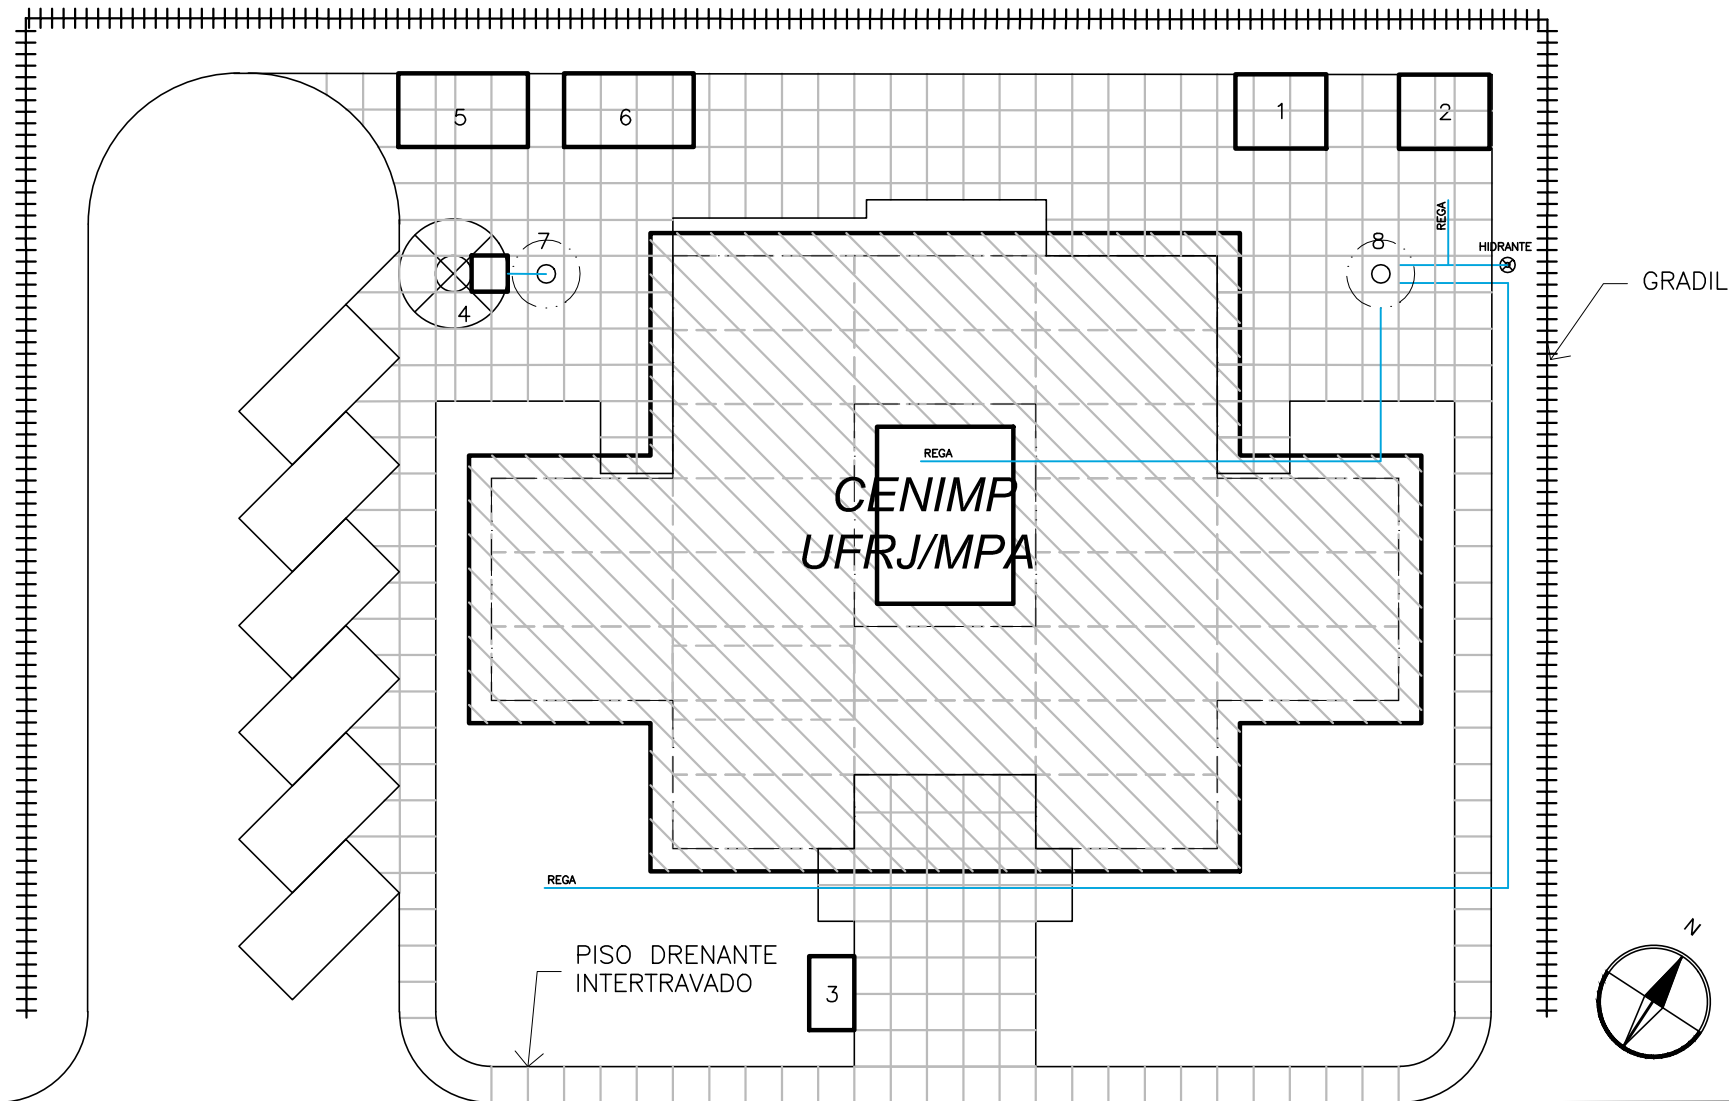 5
6
1
2
REGA
7
8
HIDRANTE
GRADIL
4
REGA
CENIMP
UFRJ/MPA
REGA
PISO DRENANTE
INTERTRAVADO
3
N